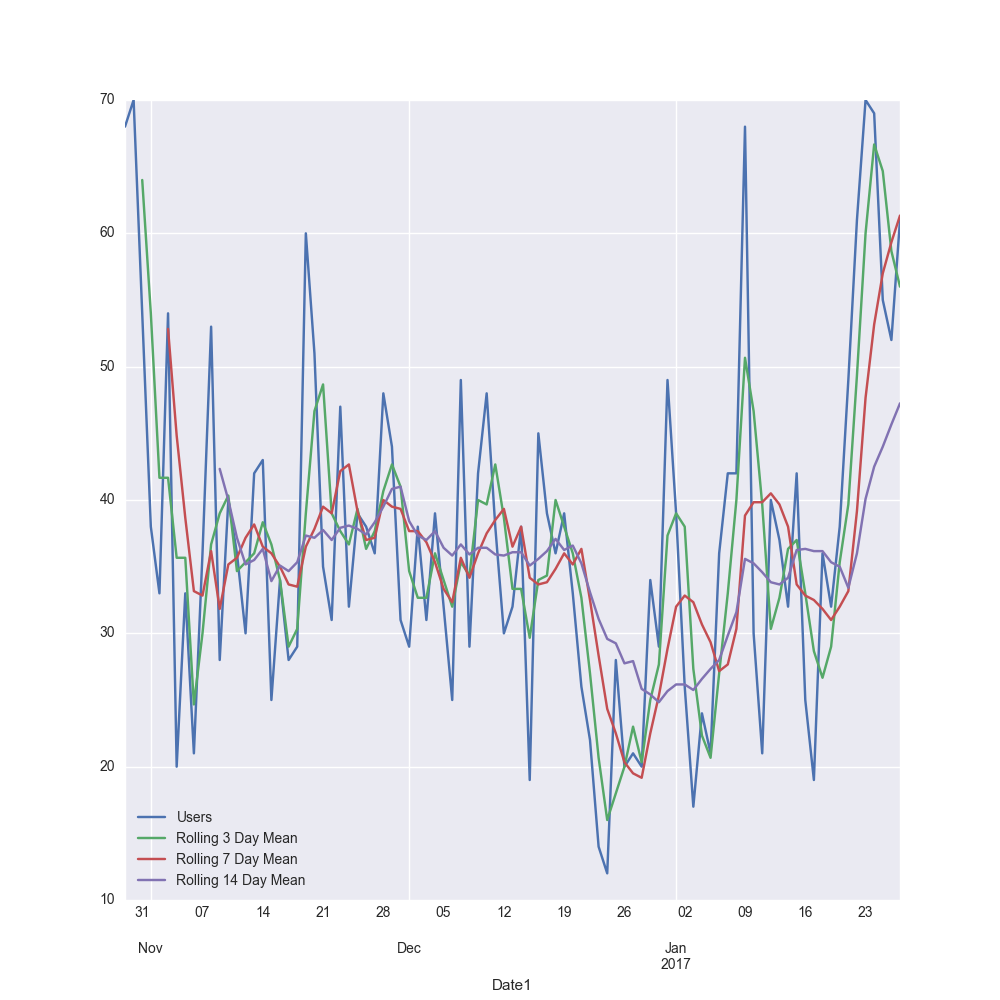 70
60
50
40
30
20
10
Users
Rolling 3 Day Mean
Rolling 7 Day Mean
Rolling 14 Day Mean
31 07 14 21 28 05 12 19 26 02 09 16 23
Nov Dec Jan
2017
Date1